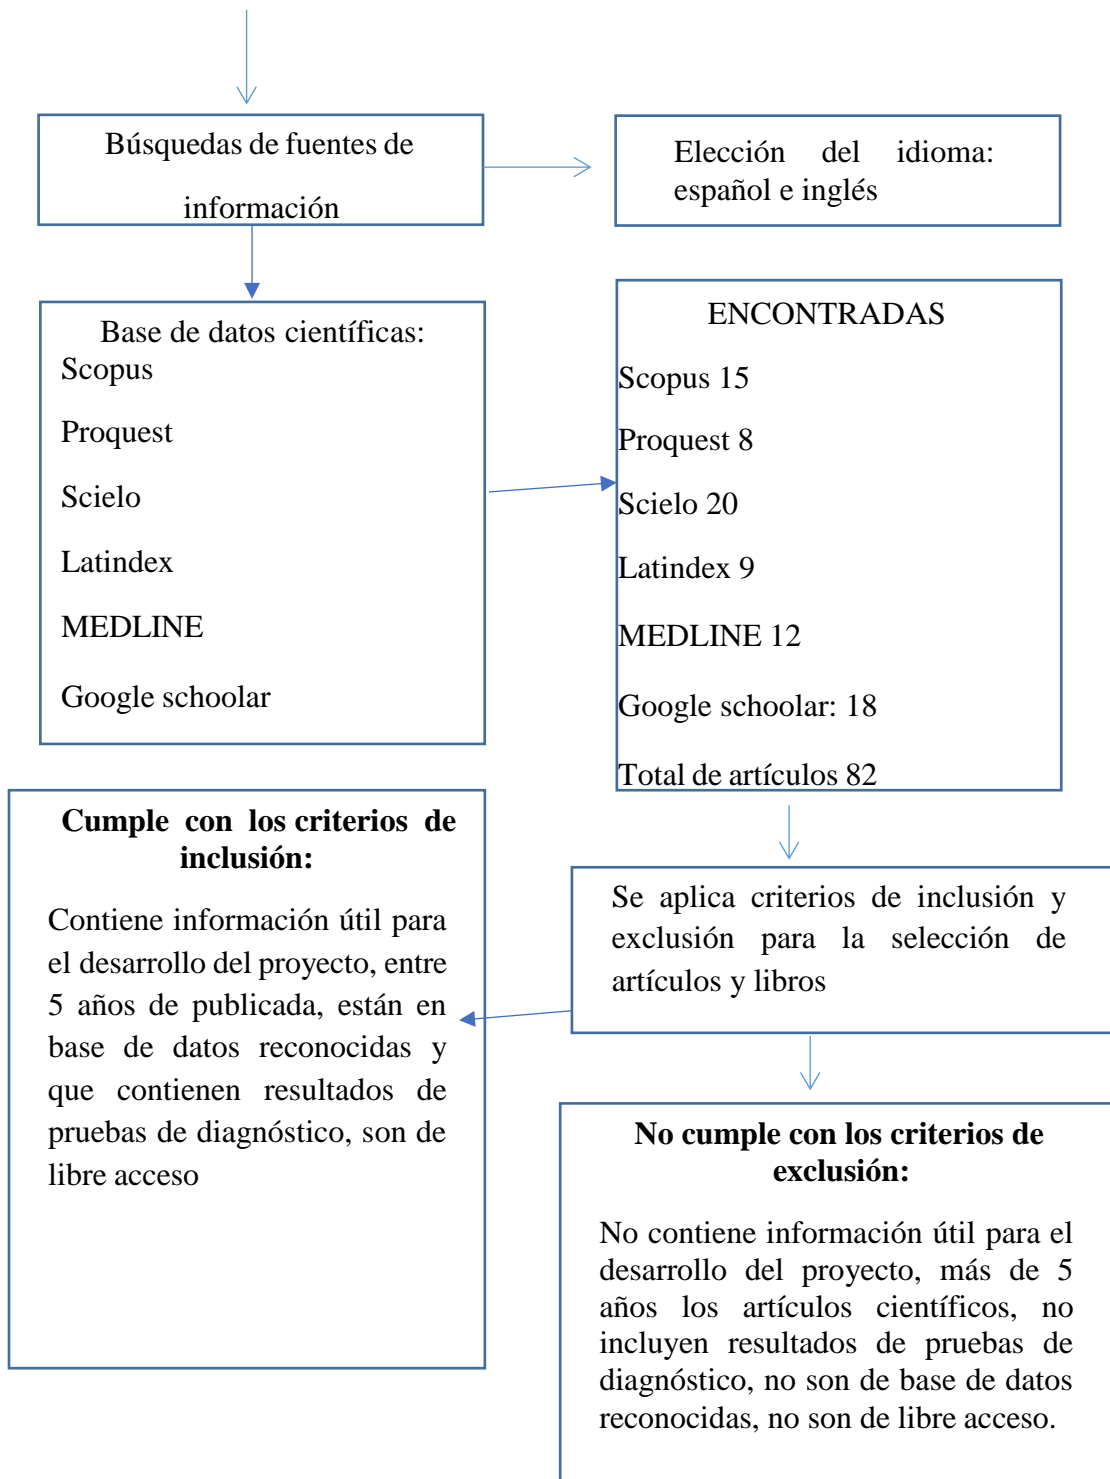 Búsquedas de fuentes de
información
Elección del idioma:
español e inglés
Base de datos científicas:
Scopus
Proquest
Scielo
Latindex
MEDLINE
Google schoolar
ENCONTRADAS
Scopus 15
Proquest 8
Scielo 20
Latindex 9
MEDLINE 12
Google schoolar: 18
Total de artículos 82
Se aplica criterios de inclusión y
exclusión para la selección de
artículos y libros
Cumple con los criterios de
inclusión:
Contiene información útil para
el desarrollo del proyecto, entre
5 años de publicada, están en
base de datos reconocidas y
que contienen resultados de
pruebas de diagnóstico, son de
libre acceso
No cumple con los criterios de
exclusión:
No contiene información útil para el
desarrollo del proyecto, más de 5
años los artículos científicos, no
incluyen resultados de pruebas de
diagnóstico, no son de base de datos
reconocidas, no son de libre acceso.